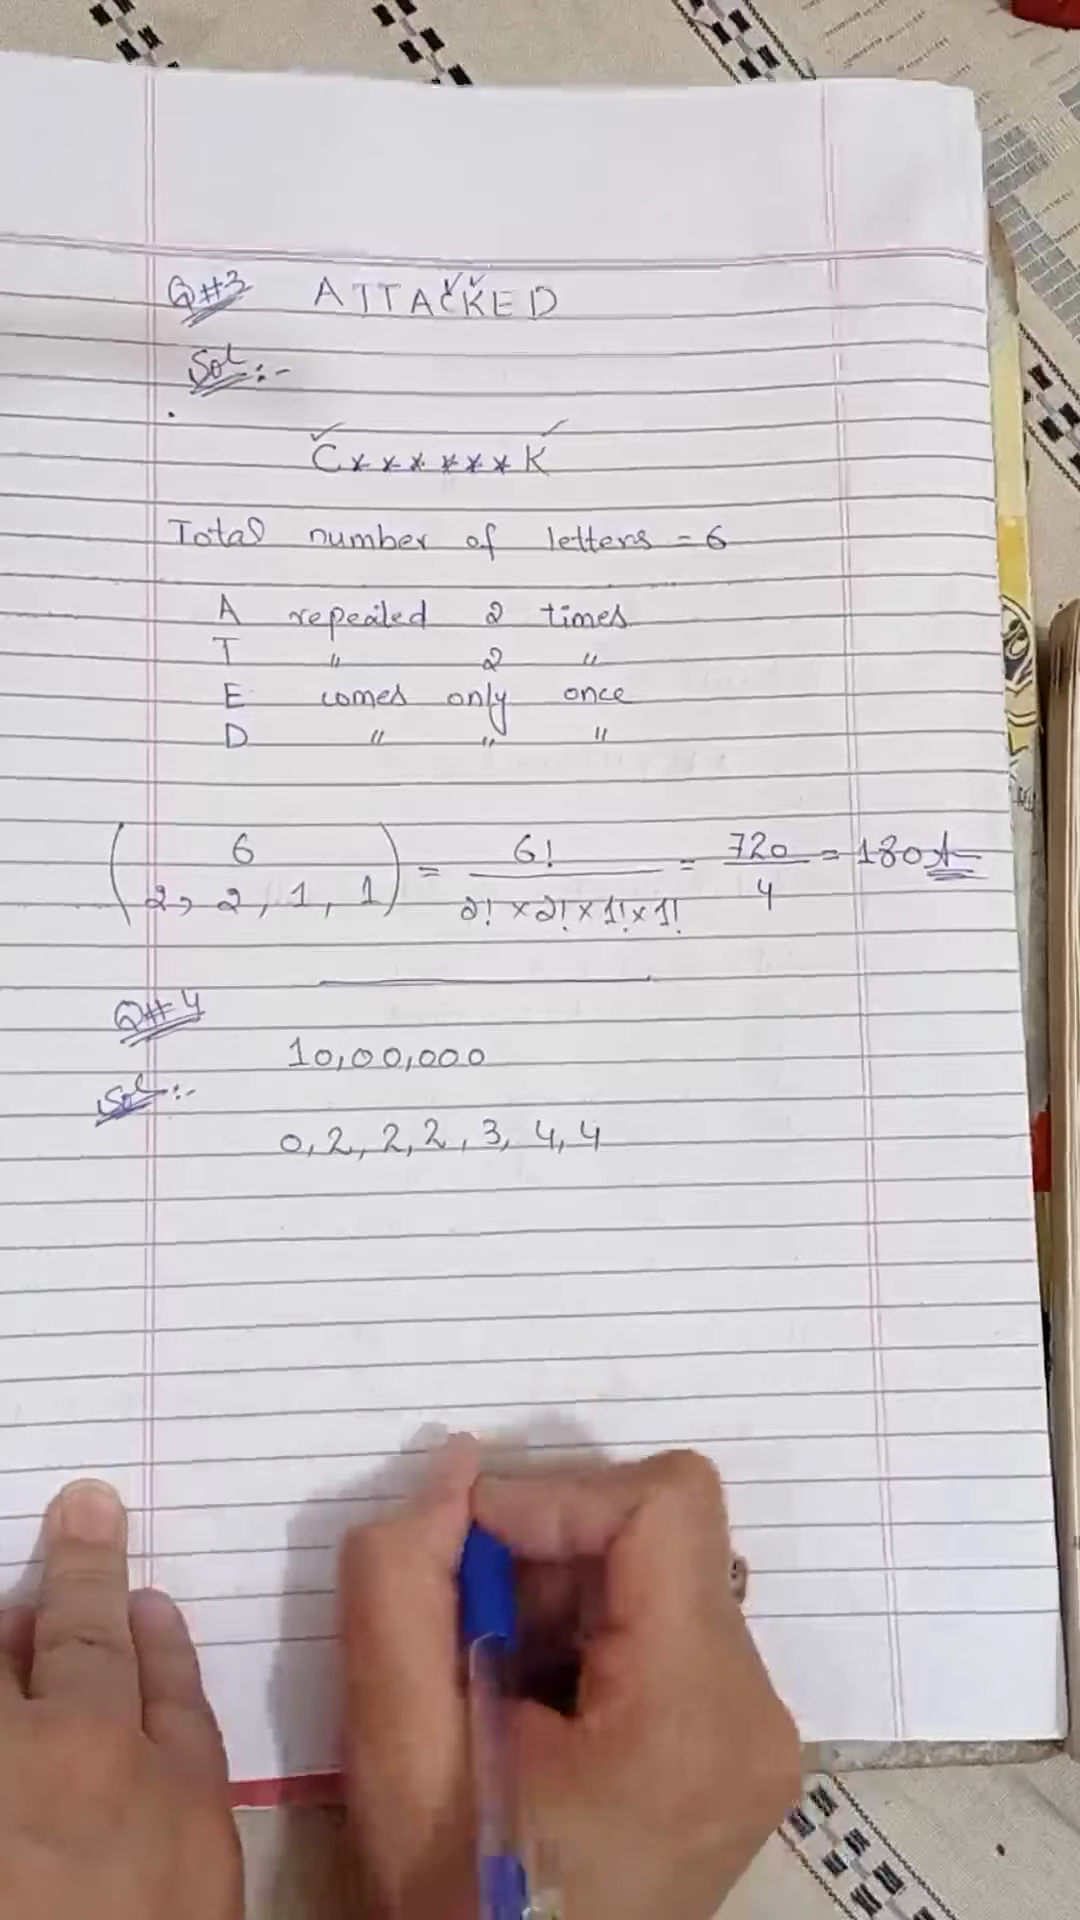 Q#3 ATTACKED
Sol:-
C******K
Total number of letters = 6
A repeated 2 times
T " 2 "
E comes only once
D " " "
(6 / 2, 2, 1, 1) = 6! / 2! × 2! × 1! × 1! = 720 / 4 = 180 A
Q#4
10,00,000
Sol:-
0, 2, 2, 2, 3, 4, 4